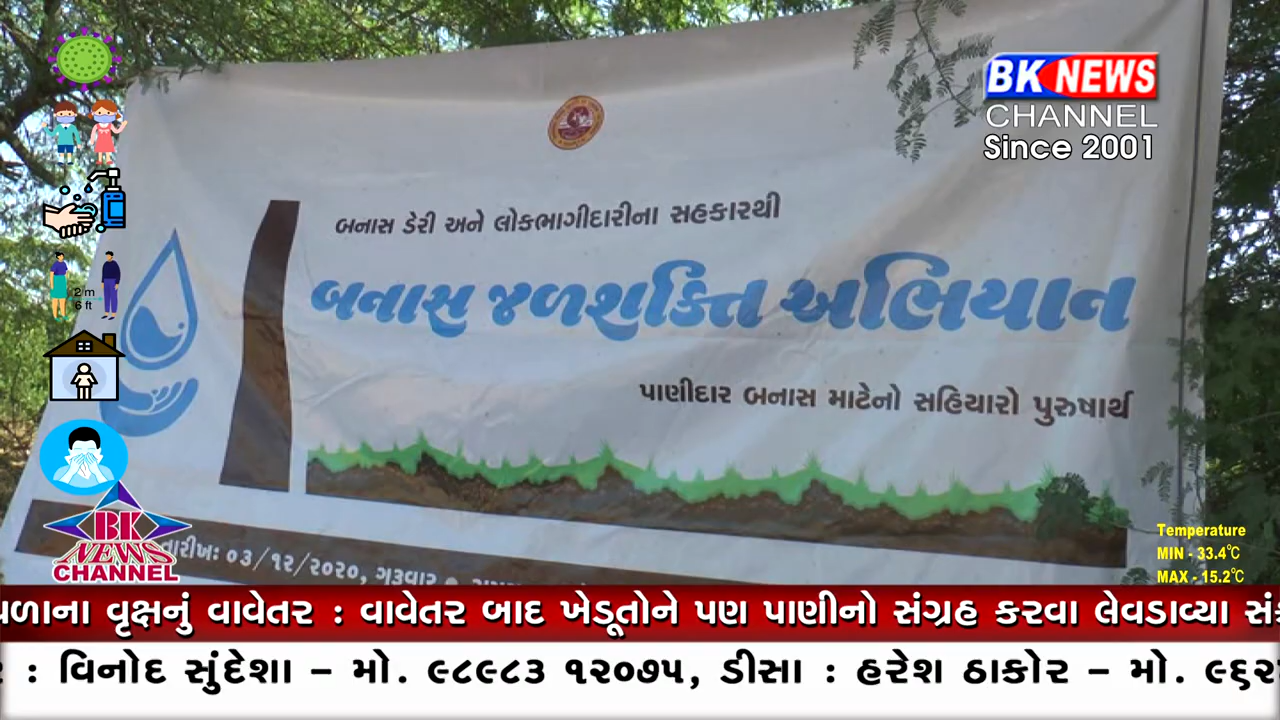 BK NEWS
CHANNEL
Since 2001
બનાસ ડેરી અને લોકભાગીદારીના સહકારથી
બનાસ જળશક્તિ અભિયાન
પાણીદાર બનાસ માટેનો સહિયારો પુરુષાર્થ
2 m
6 ft
તારીખ: ૦૩/૧૨/૨૦૨૦, ગુરૂવાર
BK
NEWS
CHANNEL
Temperature
MIN - 33.4℃
MAX - 15.2℃
વૃક્ષનું વાવેતર : વાવેતર બાદ ખેડૂતોને પણ પાણીનો સંગ્રહ કરવા લેવડાવ્યા
: વિનોદ સુંદેશા – મો. ૯૮૯૮૩ ૧૨૦૭૫, ડીસા : હરેશ ઠાકોર – મો. ૯૬૨